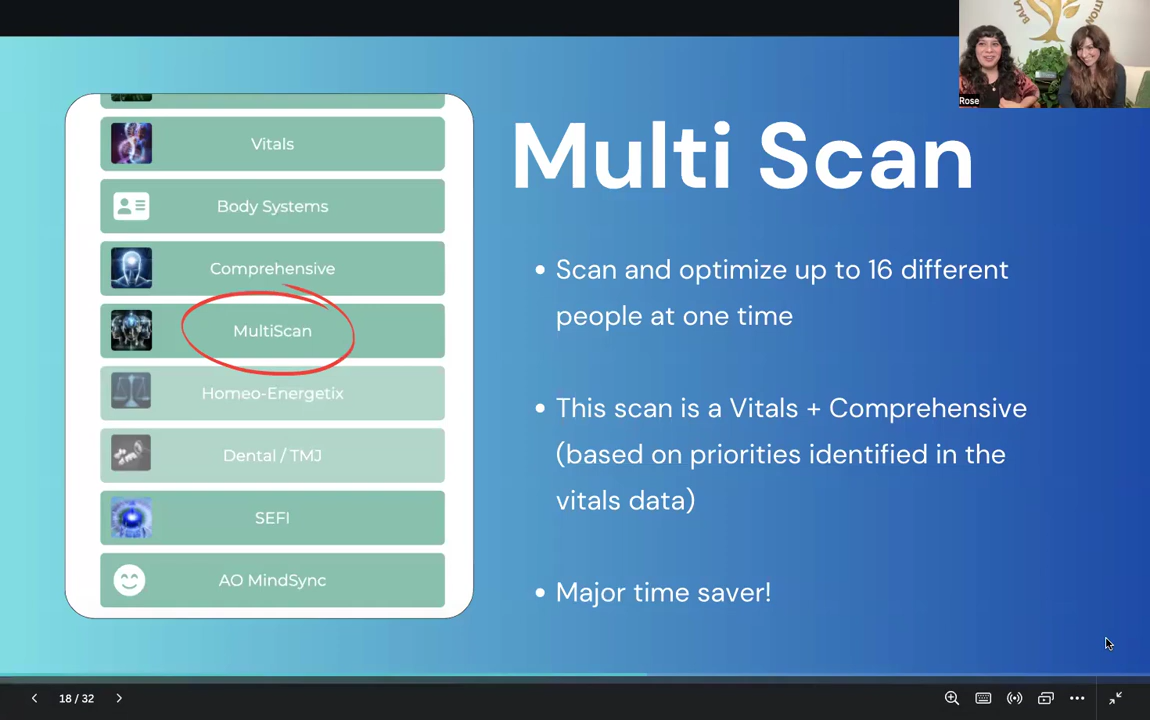 Vitals
Body Systems
Comprehensive
MultiScan
Homeo-Energetix
Dental / TMJ
SEFI
AO MindSync
Multi Scan
• Scan and optimize up to 16 different
people at one time
• This scan is a Vitals + Comprehensive
(based on priorities identified in the
vitals data)
• Major time saver!
Rose
18 / 32